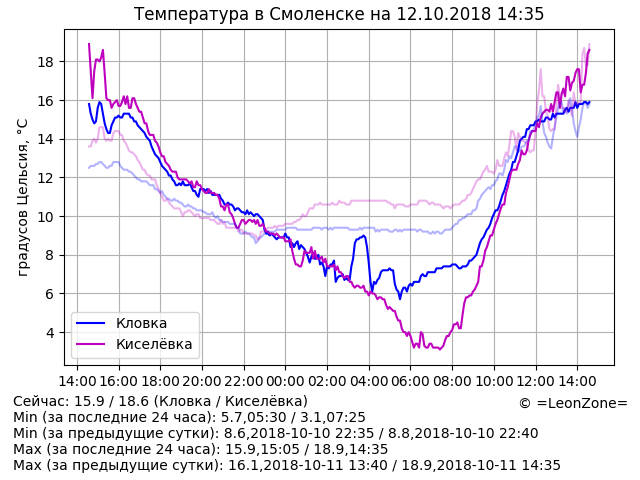 Температура в Смоленске на 12.10.2018 14:35
градусов Цельсия, °C
18
16
14
12
10
8
6
4
Кловка
Киселёвка
14:00 16:00 18:00 20:00 22:00 00:00 02:00 04:00 06:00 08:00 10:00 12:00 14:00
Сейчас: 15.9 / 18.6 (Кловка / Киселёвка)
© =LeonZone=
Min (за последние 24 часа): 5.7,05:30 / 3.1,07:25
Min (за предыдущие сутки): 8.6,2018-10-10 22:35 / 8.8,2018-10-10 22:40
Max (за последние 24 часа): 15.9,15:05 / 18.9,14:35
Max (за предыдущие сутки): 16.1,2018-10-11 13:40 / 18.9,2018-10-11 14:35